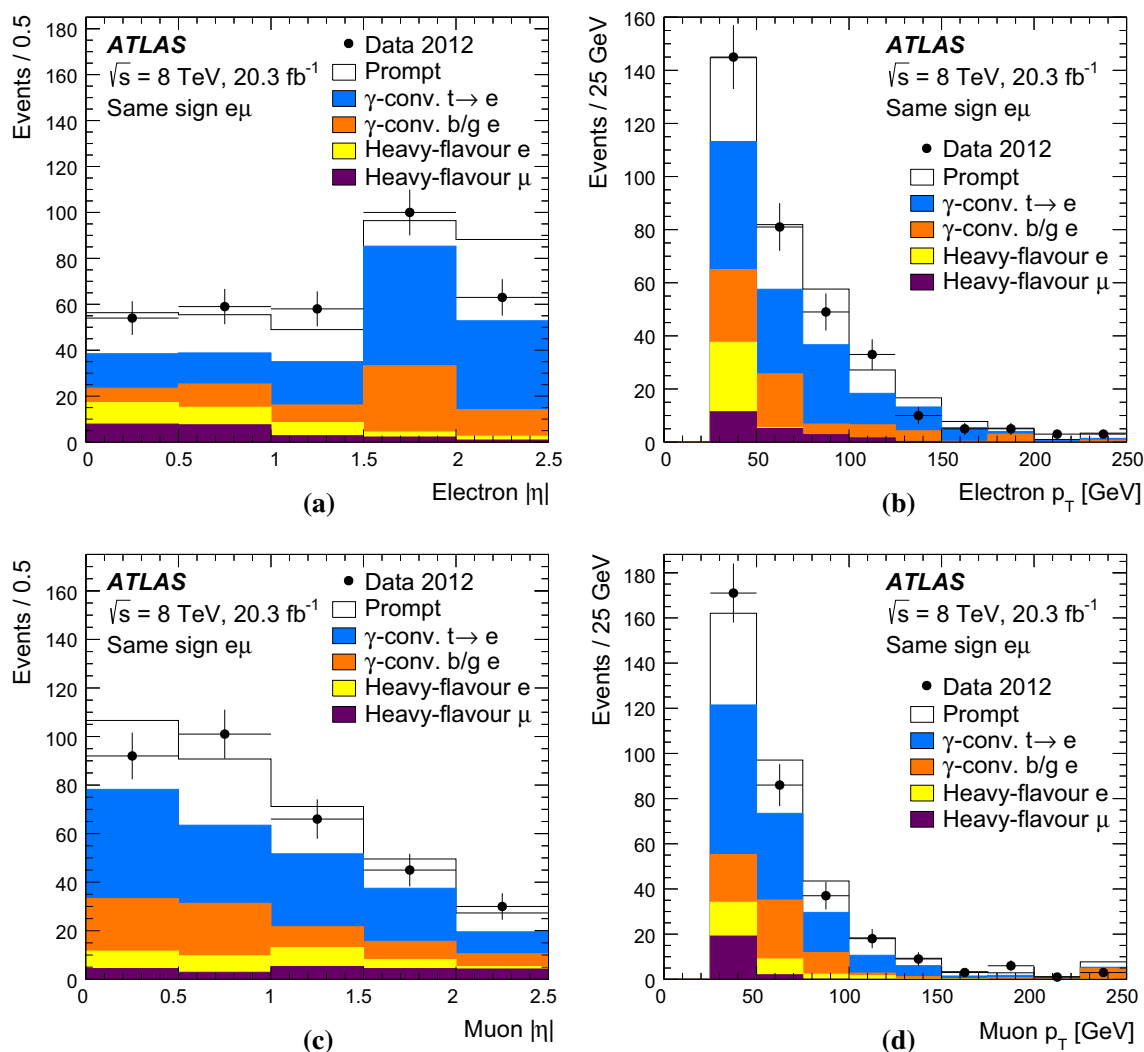 Events / 0.5
180
160
140
120
100
80
60
40
20
0
ATLAS
√s = 8 TeV, 20.3 fb⁻¹
Same sign eμ
Data 2012
Prompt
γ-conv. t→ e
γ-conv. b/g e
Heavy-flavour e
Heavy-flavour μ
0 0.5 1 1.5 2 2.5
Electron |η|
(a)
Events / 25 GeV
160
140
120
100
80
60
40
20
0
ATLAS
√s = 8 TeV, 20.3 fb⁻¹
Same sign eμ
Data 2012
Prompt
γ-conv. t→ e
γ-conv. b/g e
Heavy-flavour e
Heavy-flavour μ
0 50 100 150 200 250
Electron p_T [GeV]
(b)
Events / 0.5
160
140
120
100
80
60
40
20
0
ATLAS
√s = 8 TeV, 20.3 fb⁻¹
Same sign eμ
Data 2012
Prompt
γ-conv. t→ e
γ-conv. b/g e
Heavy-flavour e
Heavy-flavour μ
0 0.5 1 1.5 2 2.5
Muon |η|
(c)
Events / 25 GeV
180
160
140
120
100
80
60
40
20
0
ATLAS
√s = 8 TeV, 20.3 fb⁻¹
Same sign eμ
Data 2012
Prompt
γ-conv. t→ e
γ-conv. b/g e
Heavy-flavour e
Heavy-flavour μ
0 50 100 150 200 250
Muon p_T [GeV]
(d)